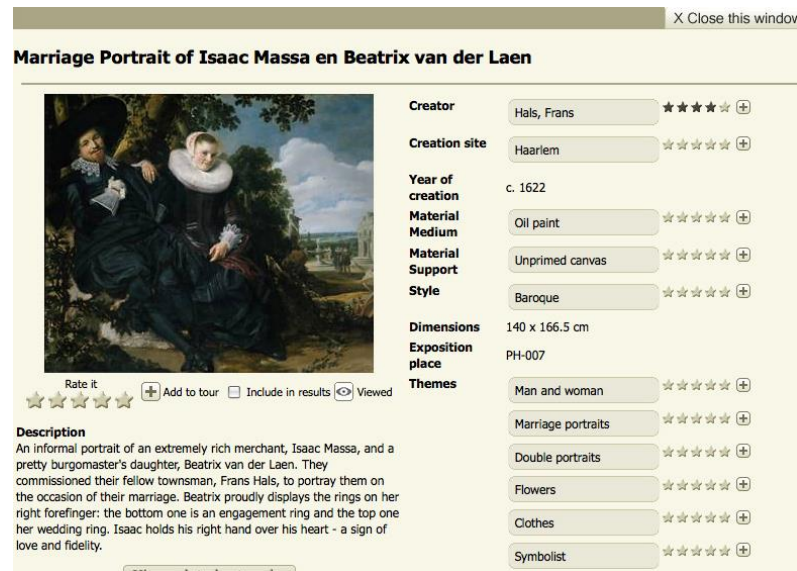 X Close this window
Marriage Portrait of Isaac Massa en Beatrix van der Laen
Creator
Hals, Frans
Creation site
Haarlem
Year of
creation
c. 1622
Material
Medium
Oil paint
Material
Support
Unprimed canvas
Style
Baroque
Dimensions
140 x 166.5 cm
Exposition
place
PH-007
Themes
Man and woman
Marriage portraits
Double portraits
Flowers
Clothes
Symbolist
Rate it
Add to tour
Include in results
Viewed
Description
An informal portrait of an extremely rich merchant, Isaac Massa, and a
pretty burgomaster's daughter, Beatrix van der Laen. They
commissioned their fellow townsman, Frans Hals, to portray them on
the occasion of their marriage. Beatrix proudly displays the rings on her
right forefinger: the bottom one is an engagement ring and the top one
her wedding ring. Isaac holds his right hand over his heart - a sign of
love and fidelity.